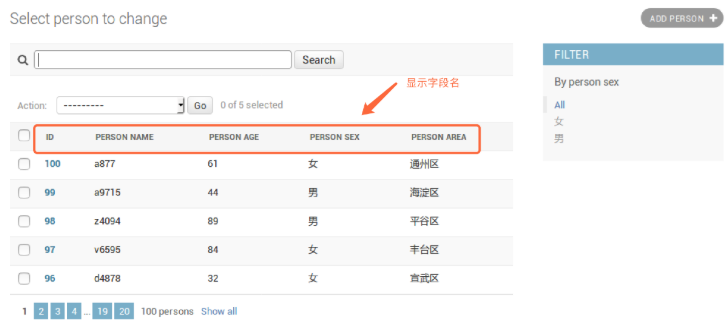 Select person to change
ADD PERSON +
Search
显示字段名
Action: --------- Go 0 of 5 selected
ID PERSON NAME PERSON AGE PERSON SEX PERSON AREA
100 a877 61 女 通州区
99 a9715 44 男 海淀区
98 z4094 89 男 平谷区
97 v6595 84 女 丰台区
96 d4878 32 女 宣武区
1 2 3 4 ... 19 20 100 persons Show all
FILTER
By person sex
All
女
男